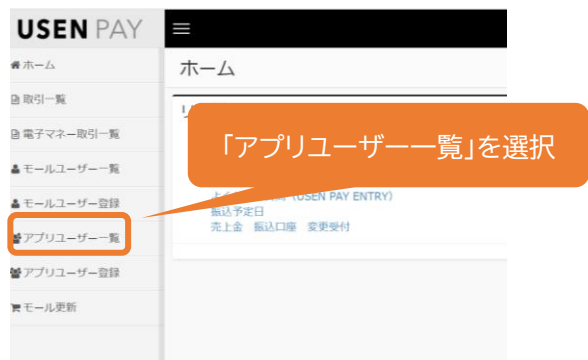 USEN PAY
ホーム
ホーム
取引一覧
電子マネー取引一覧
モールユーザー一覧
モールユーザー登録
アプリユーザー一覧
アプリユーザー登録
モール更新
「アプリユーザー一覧」を選択
(USEN PAY ENTRY)
振込予定日
売上金 振込口座 変更受付